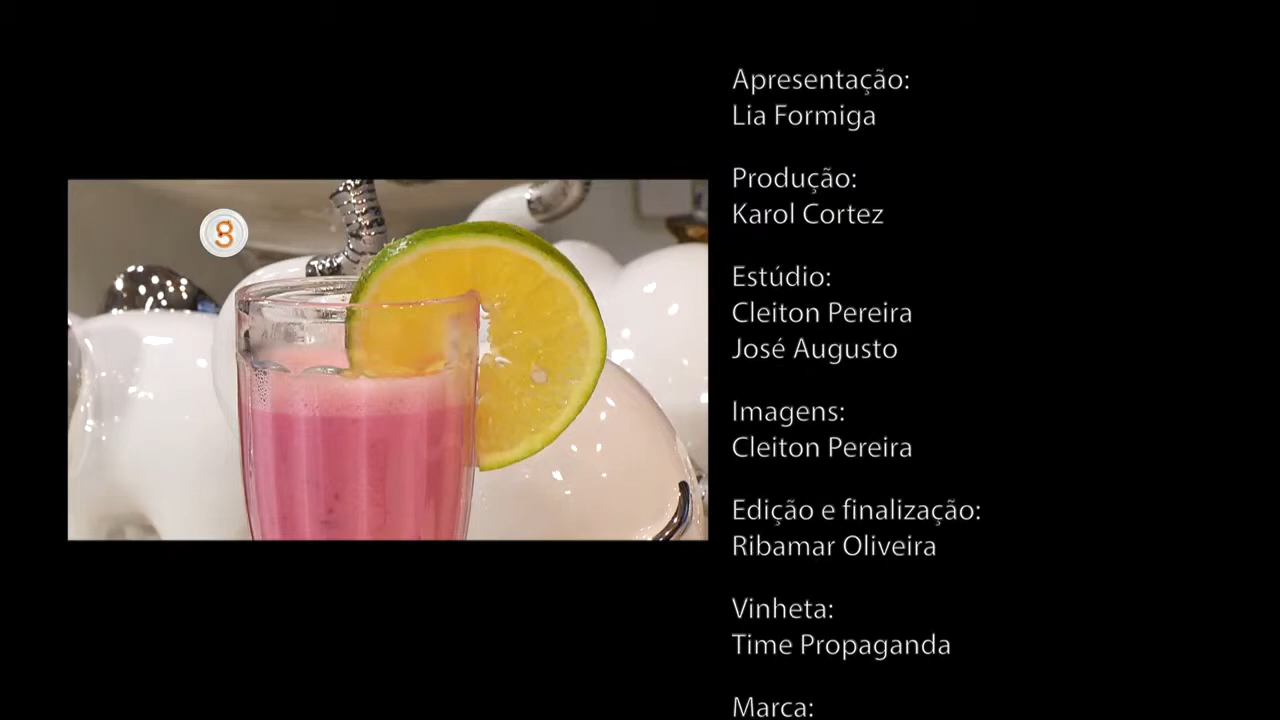 Apresentação:
Lia Formiga
Produção:
Karol Cortez
Estúdio:
Cleiton Pereira
José Augusto
Imagens:
Cleiton Pereira
Edição e finalização:
Ribamar Oliveira
Vinheta:
Time Propaganda
Marca: